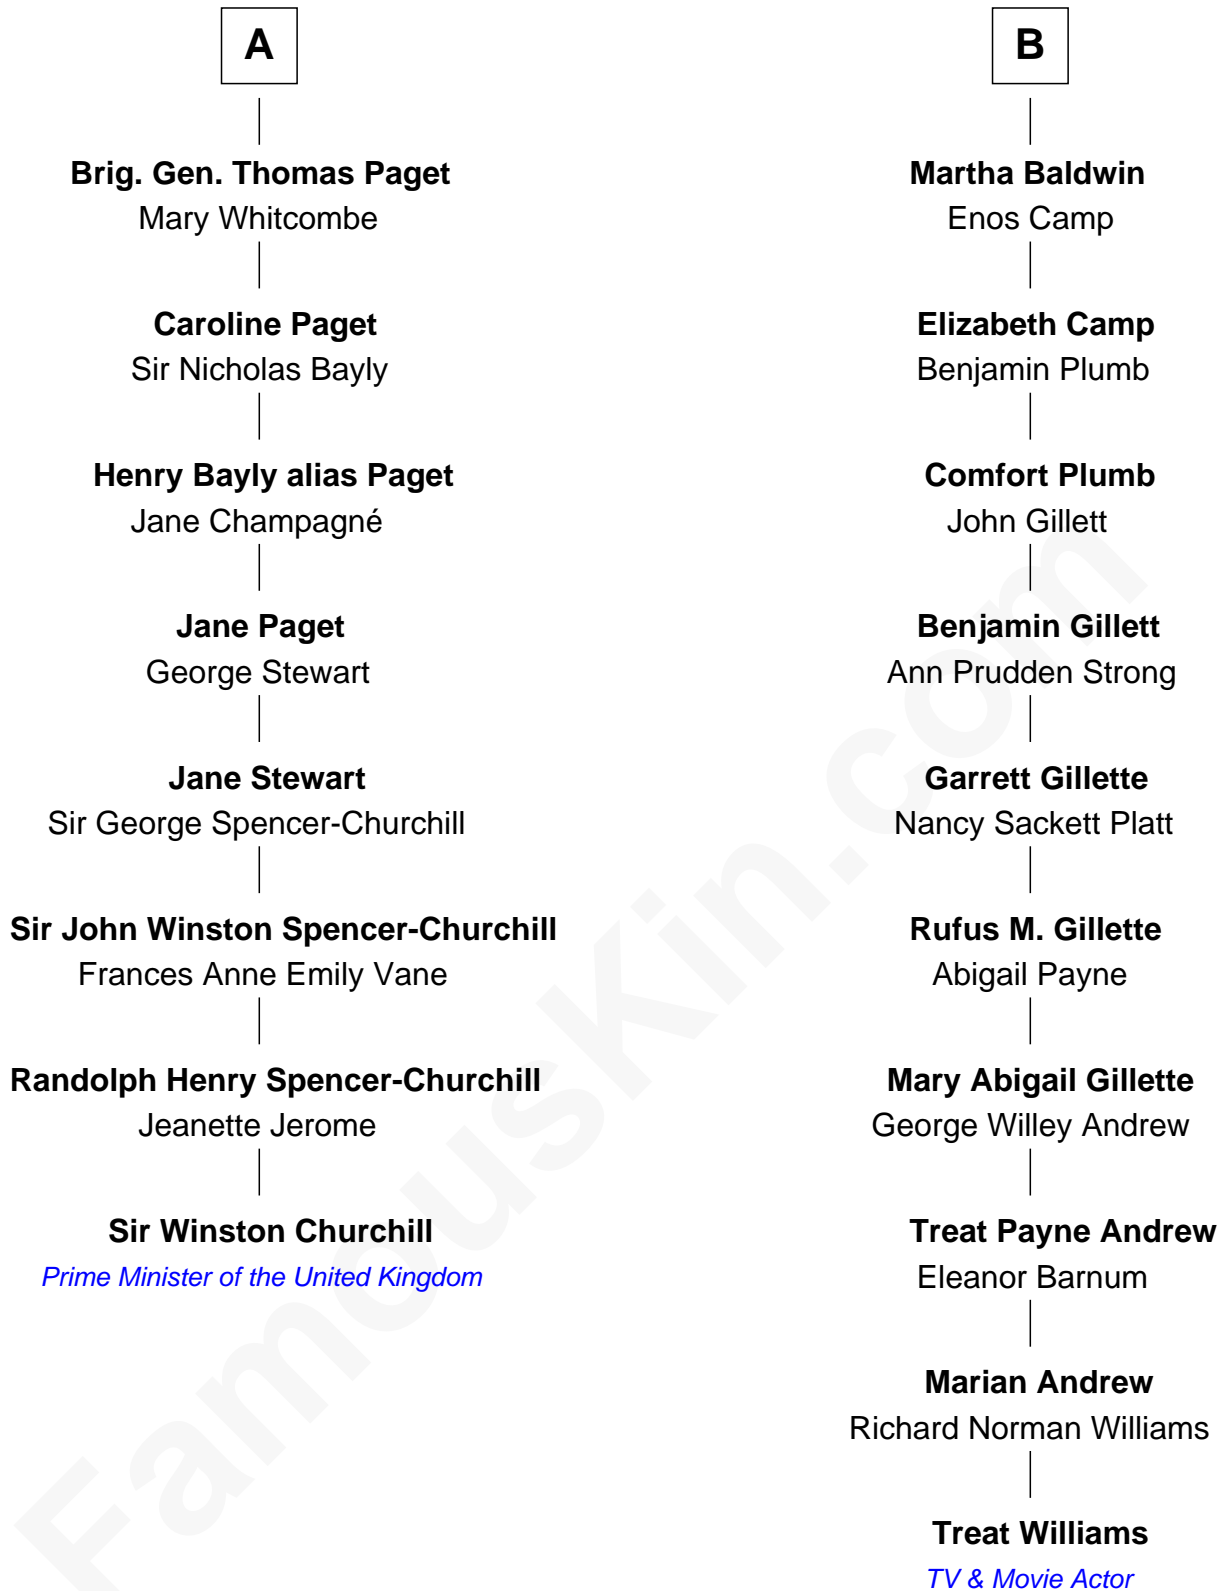 A
Brig. Gen. Thomas Paget
Mary Whitcombe
Caroline Paget
Sir Nicholas Bayly
Henry Bayly alias Paget
Jane Champagné
Jane Paget
George Stewart
Jane Stewart
Sir George Spencer-Churchill
Sir John Winston Spencer-Churchill
Frances Anne Emily Vane
Randolph Henry Spencer-Churchill
Jeanette Jerome
Sir Winston Churchill
Prime Minister of the United Kingdom
B
Martha Baldwin
Enos Camp
Elizabeth Camp
Benjamin Plumb
Comfort Plumb
John Gillett
Benjamin Gillett
Ann Prudden Strong
Garrett Gillette
Nancy Sackett Platt
Rufus M. Gillette
Abigail Payne
Mary Abigail Gillette
George Willey Andrew
Treat Payne Andrew
Eleanor Barnum
Marian Andrew
Richard Norman Williams
Treat Williams
TV & Movie Actor
FamousKin.com